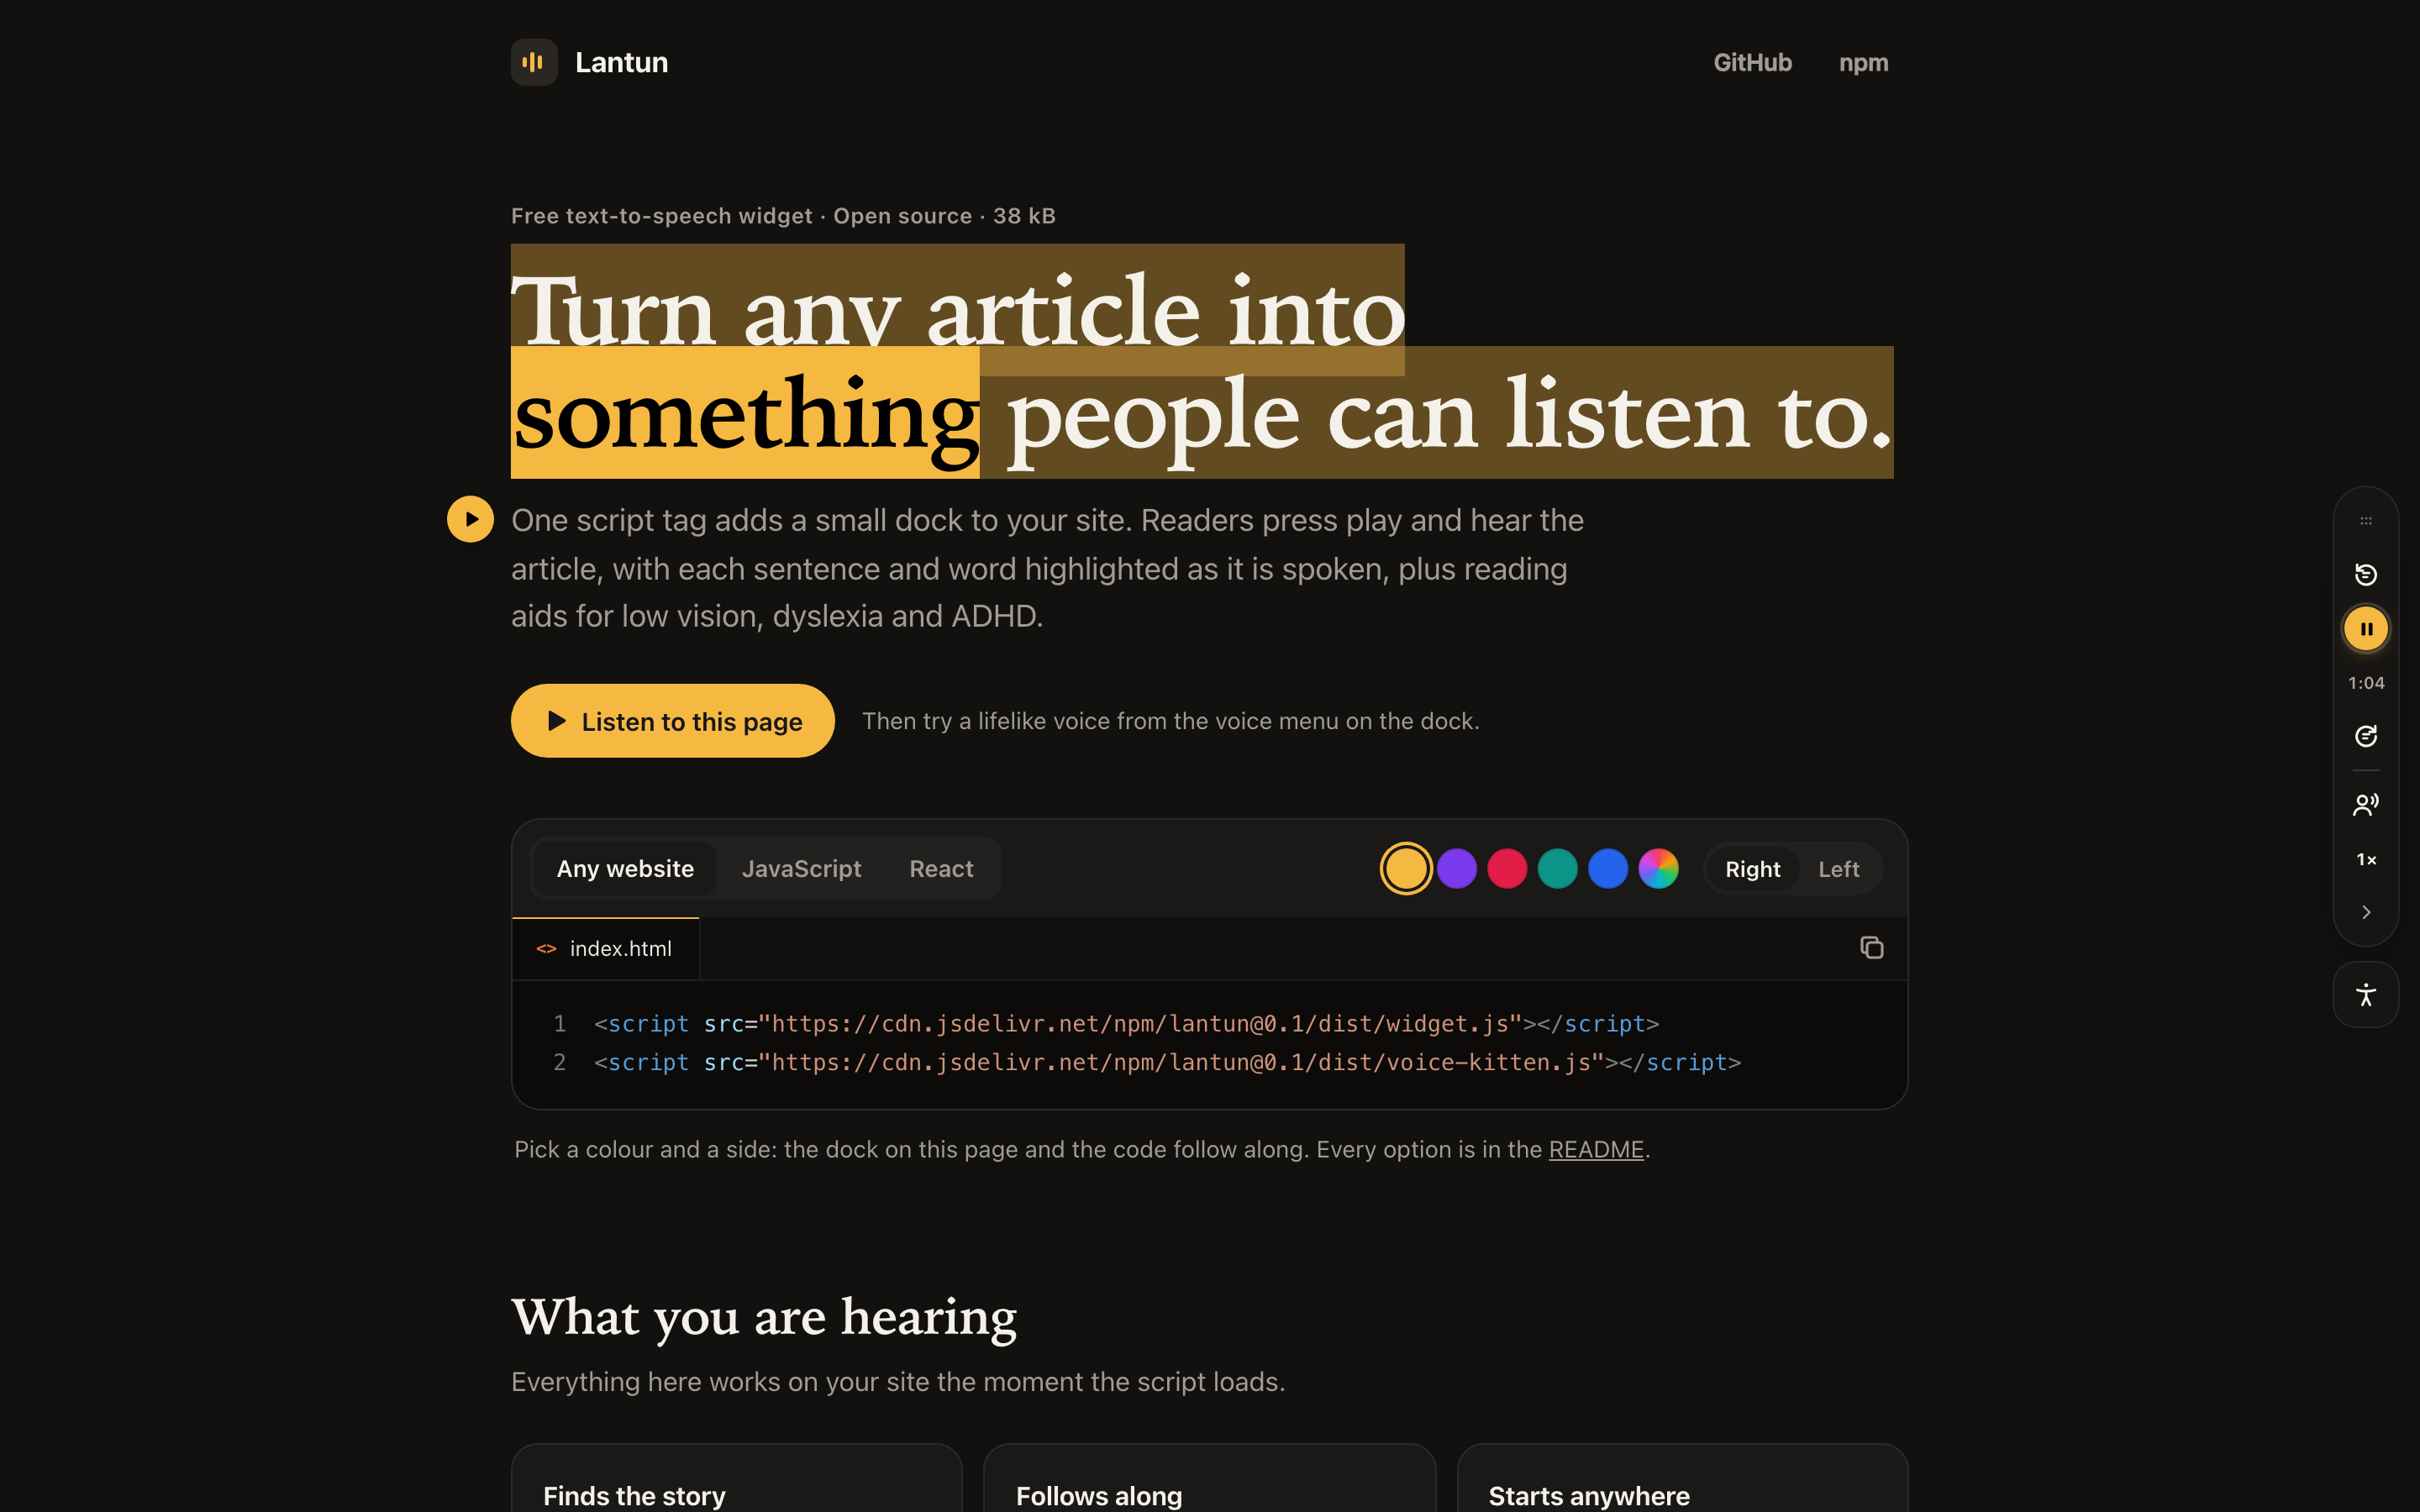 Lantun
GitHub npm
Free text-to-speech widget · Open source · 38 kB
Turn any article into
something people can listen to.
One script tag adds a small dock to your site. Readers press play and hear the
article, with each sentence and word highlighted as it is spoken, plus reading
aids for low vision, dyslexia and ADHD.
Listen to this page
Then try a lifelike voice from the voice menu on the dock.
1:04
1×
Any website JavaScript React
Right Left
<> index.html
1 <script src="https://cdn.jsdelivr.net/npm/lantun@0.1/dist/widget.js"></script>
2 <script src="https://cdn.jsdelivr.net/npm/lantun@0.1/dist/voice-kitten.js"></script>
Pick a colour and a side: the dock on this page and the code follow along. Every option is in the README.
What you are hearing
Everything here works on your site the moment the script loads.
Finds the story
Follows along
Starts anywhere